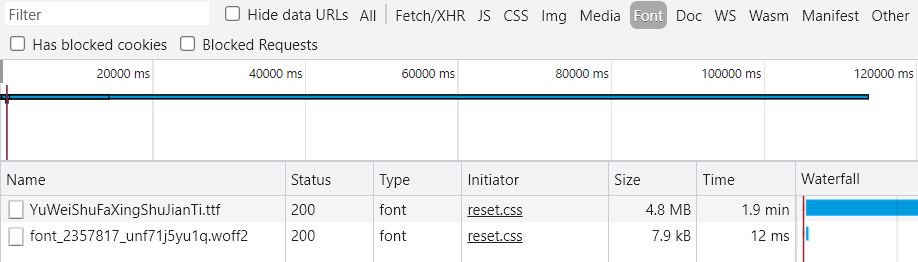 Filter Hide data URLs All Fetch/XHR JS CSS Img Media Font Doc WS Wasm Manifest Other
Has blocked cookies Blocked Requests
20000 ms 40000 ms 60000 ms 80000 ms 100000 ms 120000 ms
Name Status Type Initiator Size Time Waterfall
YuWeiShuFaXingShuJianTi.ttf 200 font reset.css 4.8 MB 1.9 min
font_2357817_unf71j5yu1q.woff2 200 font reset.css 7.9 kB 12 ms